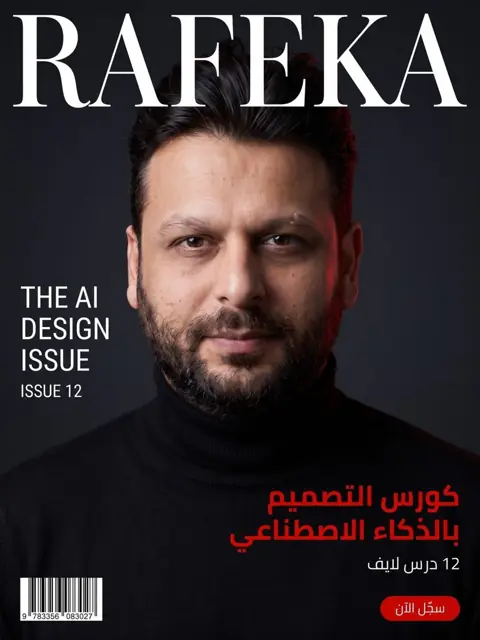 RAFEKA
THE AI
DESIGN
ISSUE
ISSUE 12
كورس التصميم
بالذكاء الاصطناعي
12 درس لايف
سجّل الآن
9 783356 083027